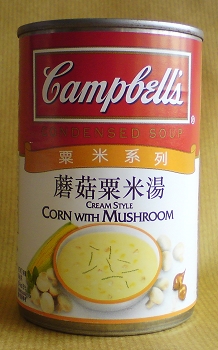 Campbell's®
CONDENSED SOUP
粟米系列
蘑菇粟米湯
CREAM STYLE
CORN WITH MUSHROOM